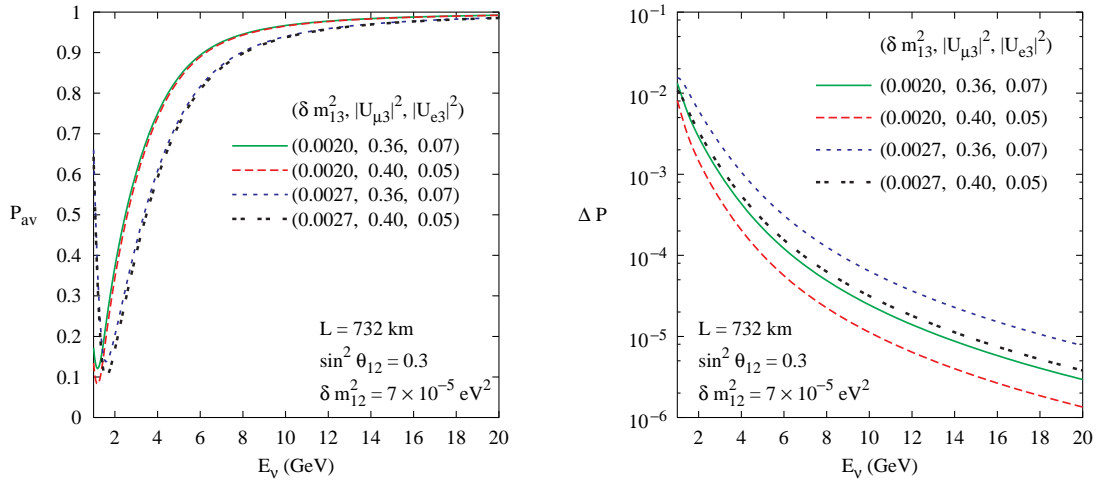 1
0.9
0.8
0.7
0.6
0.5
0.4
0.3
0.2
0.1
0
P_av
(δ m²₁₃, |U_μ3|², |U_e3|²)
(0.0020, 0.36, 0.07)
(0.0020, 0.40, 0.05)
(0.0027, 0.36, 0.07)
(0.0027, 0.40, 0.05)
L = 732 km
sin² θ₁₂ = 0.3
δ m²₁₂ = 7 × 10⁻⁵ eV²
2 4 6 8 10 12 14 16 18 20
E_ν (GeV)
10⁻¹
10⁻²
10⁻³
10⁻⁴
10⁻⁵
10⁻⁶
Δ P
(δ m²₁₃, |U_μ3|², |U_e3|²)
(0.0020, 0.36, 0.07)
(0.0020, 0.40, 0.05)
(0.0027, 0.36, 0.07)
(0.0027, 0.40, 0.05)
L = 732 km
sin² θ₁₂ = 0.3
δ m²₁₂ = 7 × 10⁻⁵ eV²
2 4 6 8 10 12 14 16 18 20
E_ν (GeV)